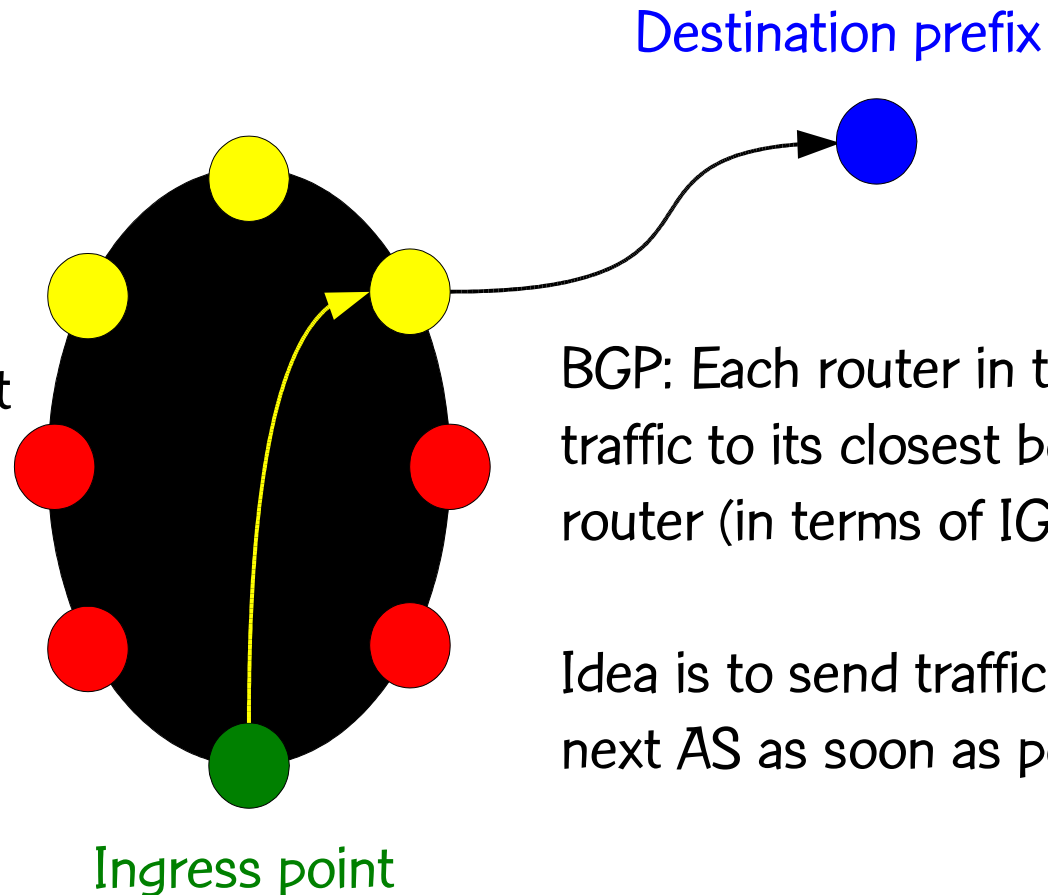 Destination prefix
BGP: Each router in
traffic to its closest
router (in terms of
Idea is to send traffic
next AS as soon as
Ingress point